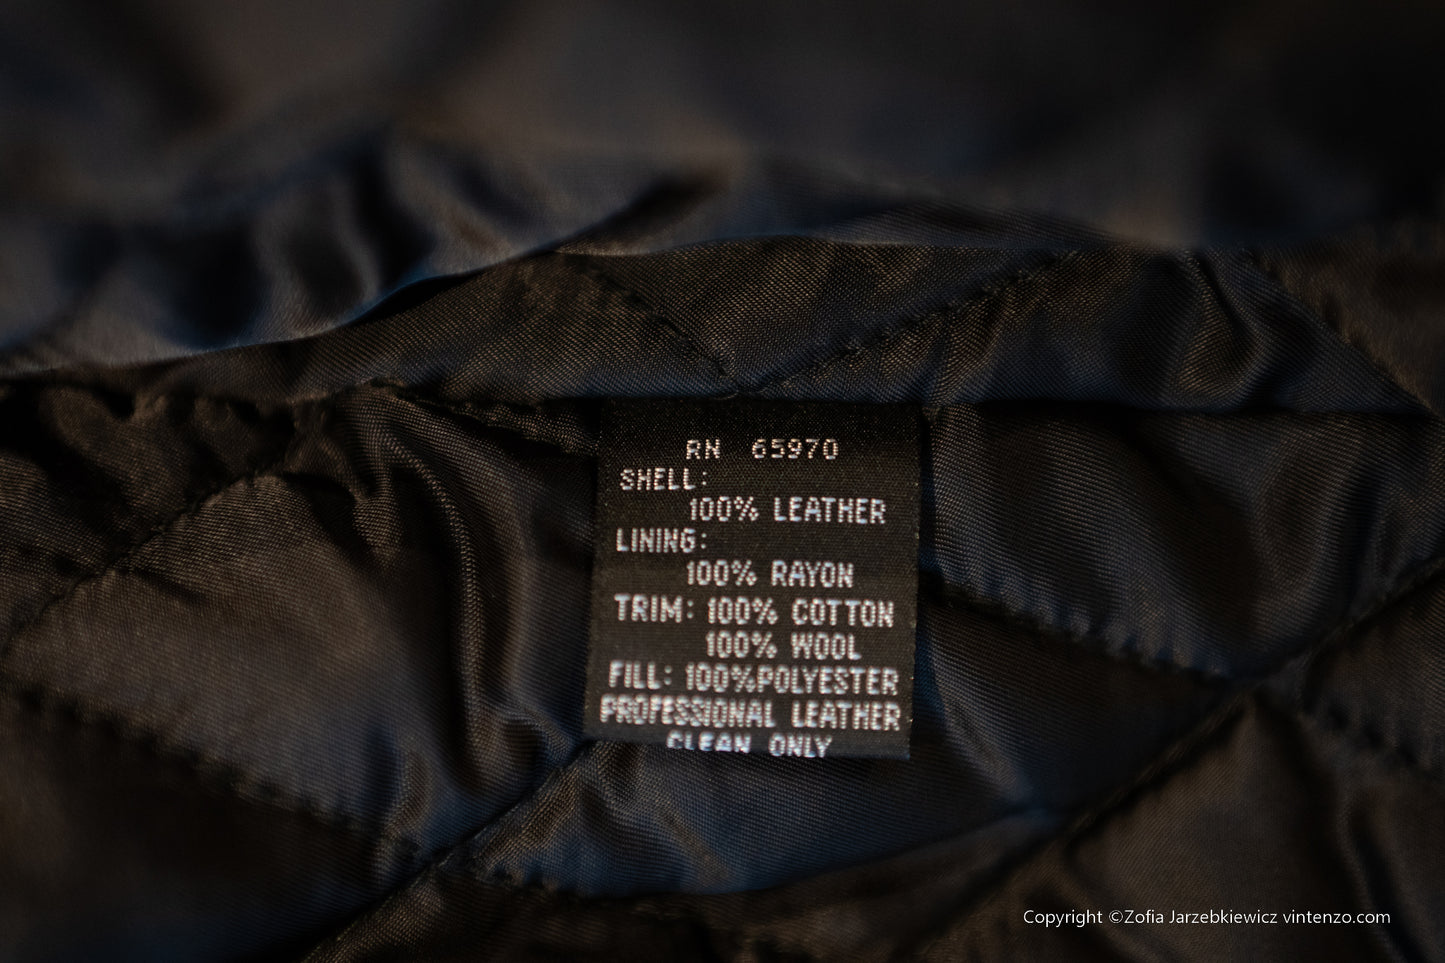 RN 65970
SHELL:
100% LEATHER
LINING:
100% RAYON
TRIM: 100% COTTON
100% WOOL
FILL: 100%POLYESTER
PROFESSIONAL LEATHER
CLEAN ONLY
Copyright ©Zofia Jarzebkiewicz vintenzo.com